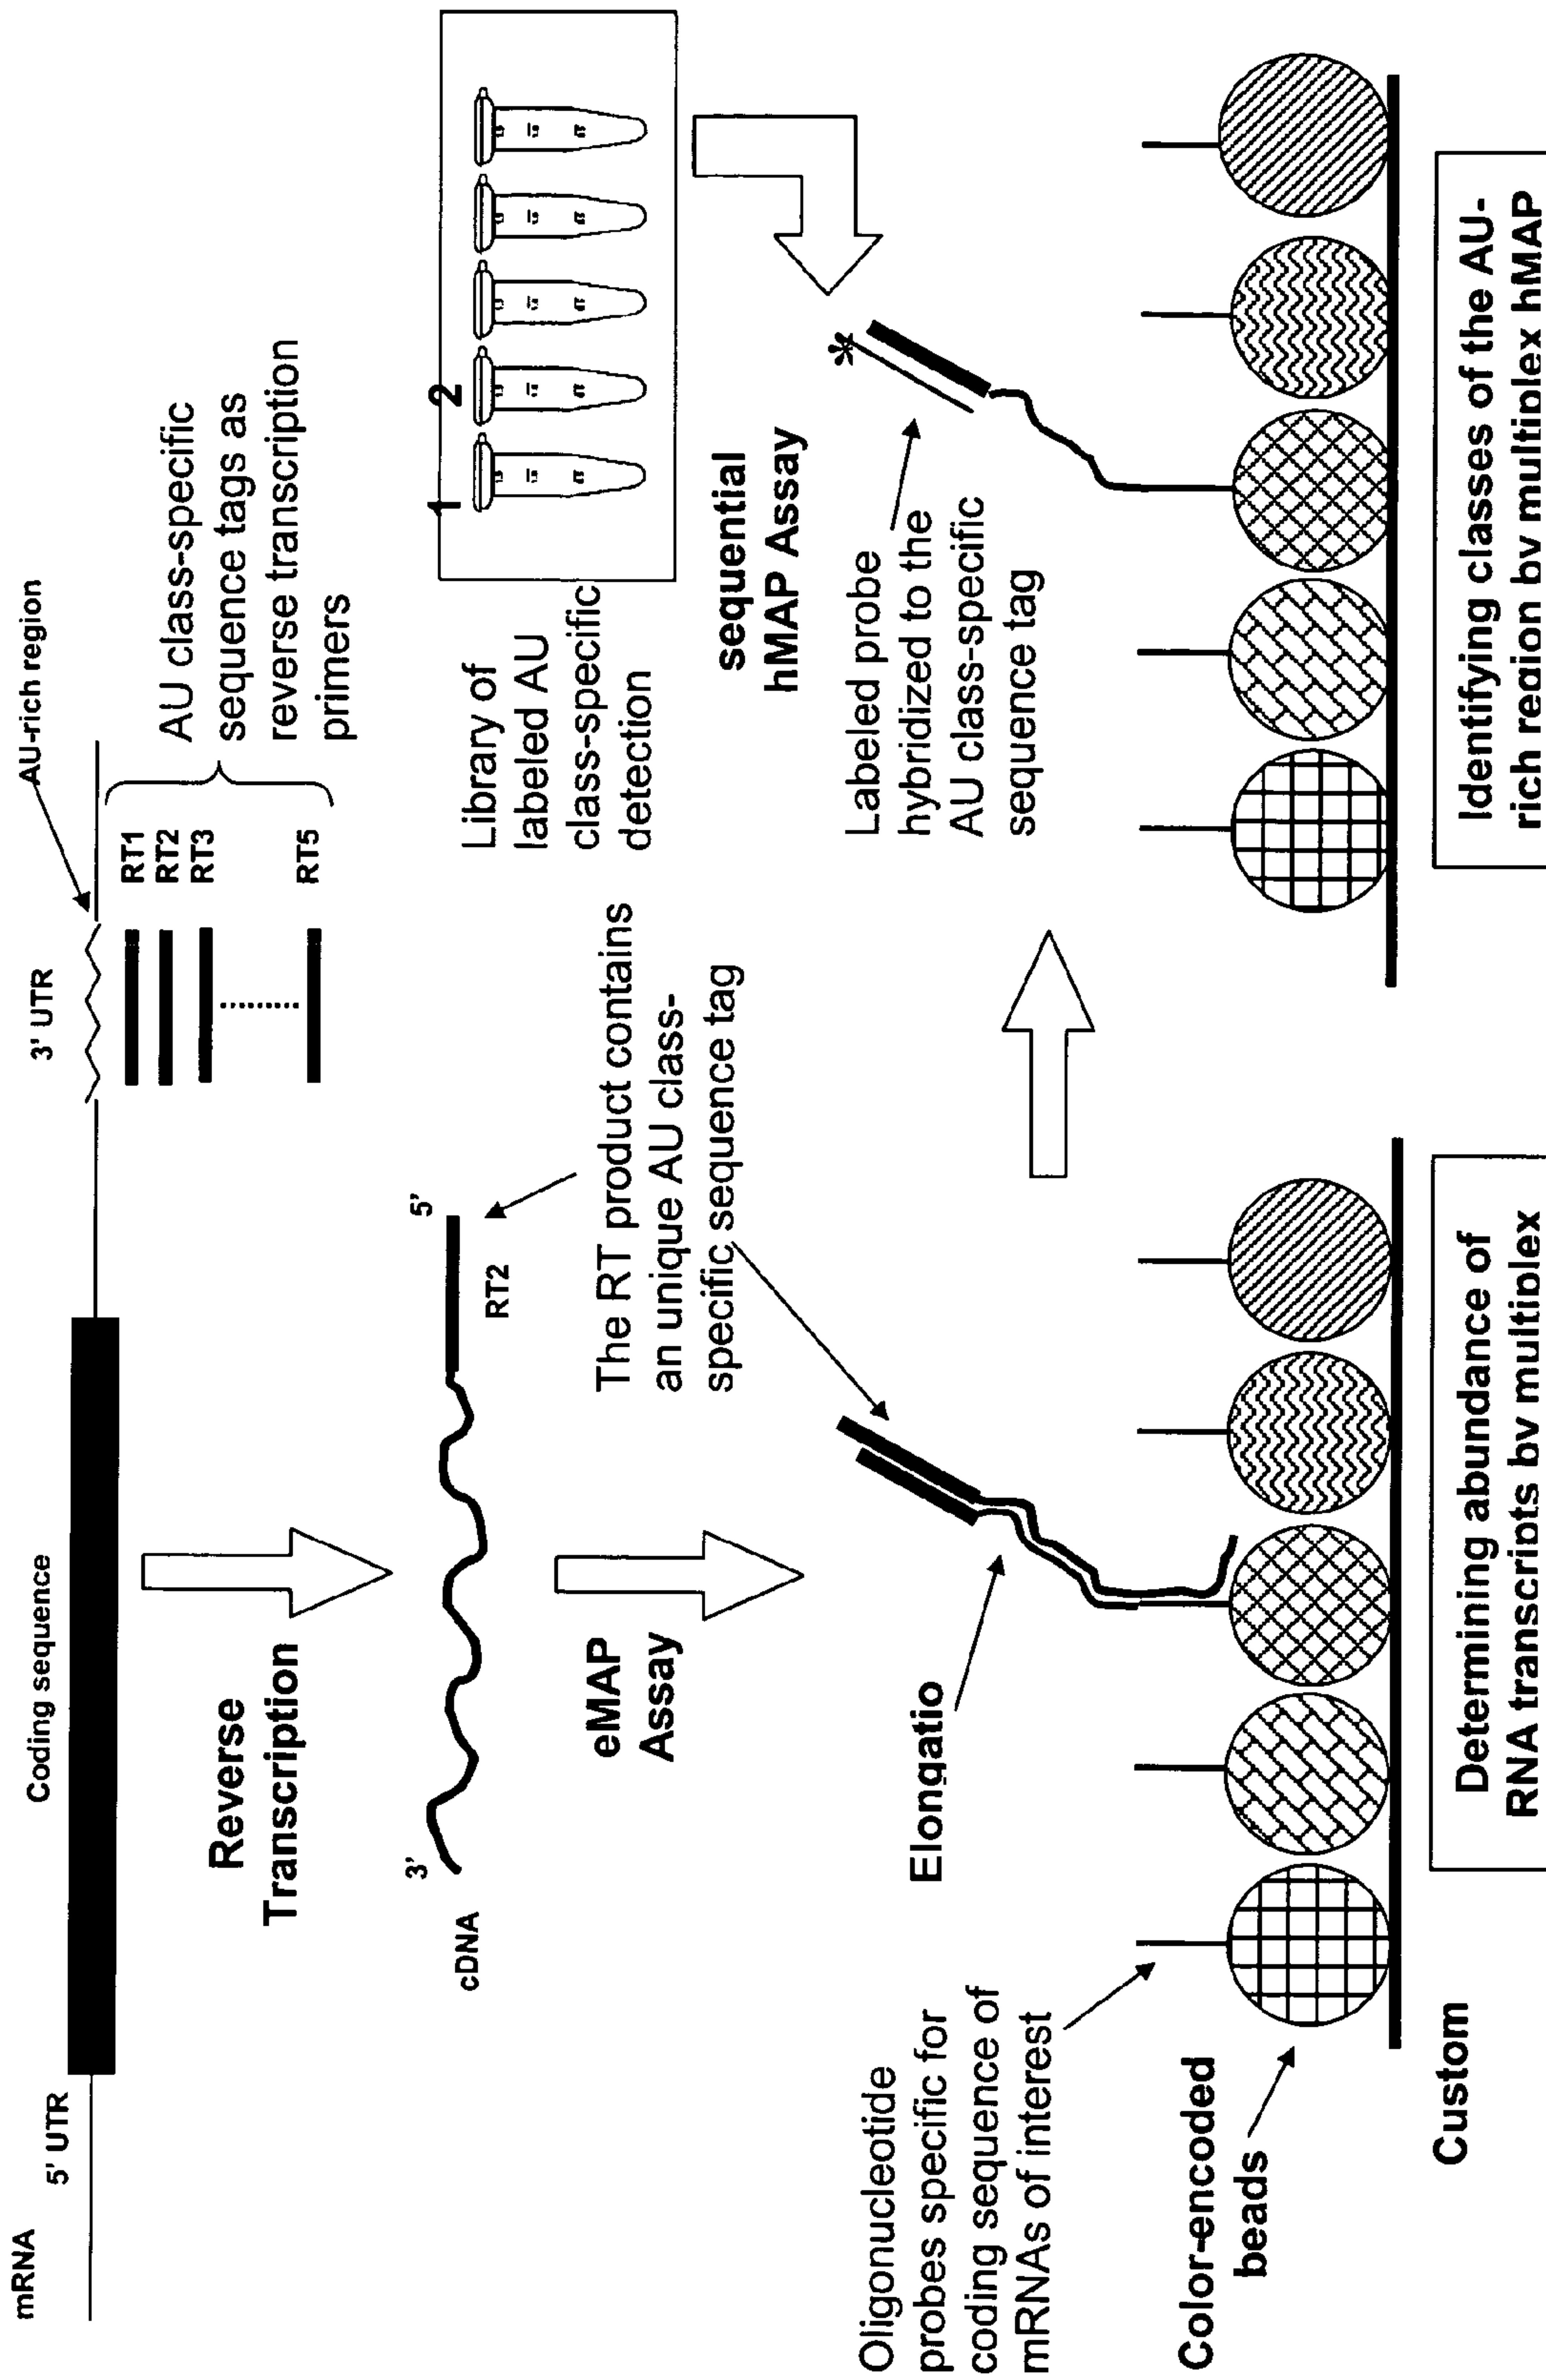 mRNA
5' UTR
Coding sequence
3' UTR
AU-rich region
RT1
RT2
RT3
RT5
AU class-specific
sequence tags as
reverse transcription
primers
Reverse
Transcription
cDNA
3'
5'
RT2
The RT product contains
an unique AU class-
specific sequence tag
Library of
labeled AU
class-specific
detection
1
2
eMAP
Assay
sequential
hMAP Assay
Labeled probe
hybridized to the
AU class-specific
sequence tag
*
Elongatio
Oligonucleotide
probes specific for
coding sequence of
mRNAs of interest
Color-encoded
beads
Custom
Determining abundance of
RNA transcripts by multiplex
Identifying classes of the AU-
rich region by multiplex hMAP